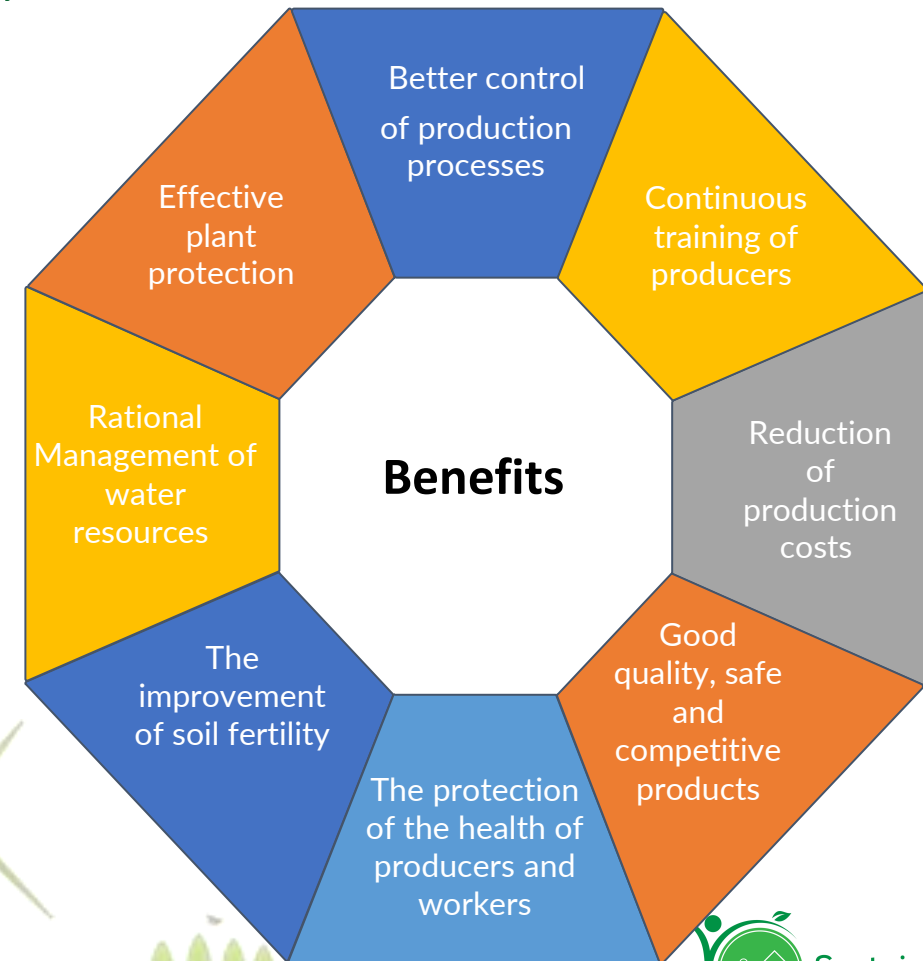 Better control
of production
processes
Continuous
training of
producers
Reduction
of
production
costs
Good
quality, safe
and
competitive
products
The protection
of the health of
producers and
workers
The
improvement
of soil fertility
Rational
Management of
water
resources
Effective
plant
protection
Benefits